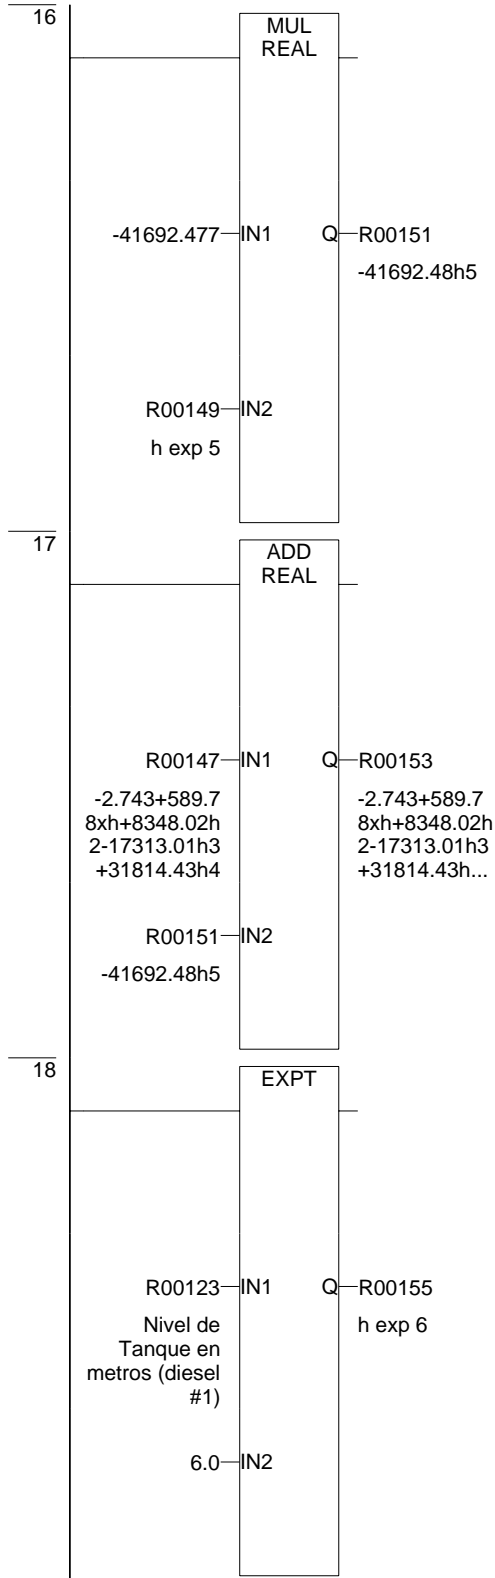 16
MUL
REAL
-41692.477
IN1
Q
R00151
-41692.48h5
R00149
IN2
h exp 5
17
ADD
REAL
R00147
IN1
Q
R00153
-2.743+589.7
8xh+8348.02h
2-17313.01h3
+31814.43h4
-2.743+589.7
8xh+8348.02h
2-17313.01h3
+31814.43h...
R00151
IN2
-41692.48h5
18
EXPT
R00123
IN1
Q
R00155
Nivel de
Tanque en
metros (diesel
#1)
h exp 6
6.0
IN2